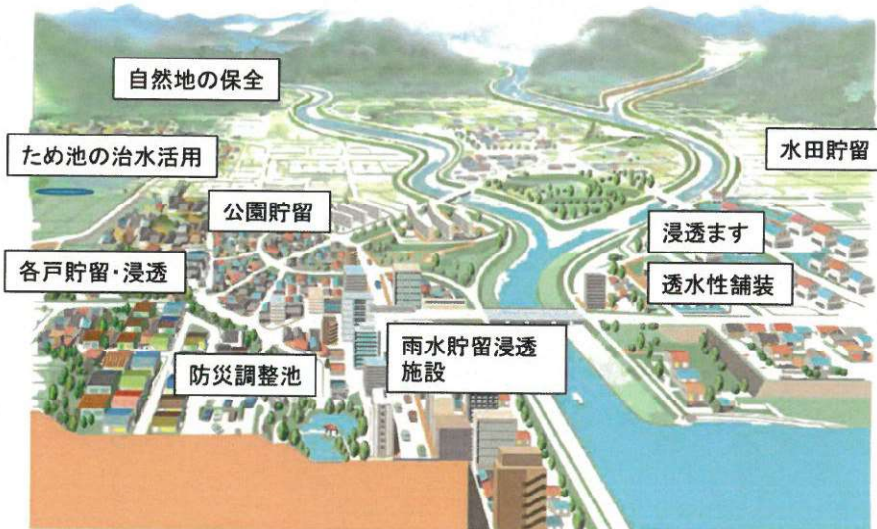 自然地の保全
ため池の治水活用
水田貯留
公園貯留
浸透ます
各戸貯留・浸透
透水性舗装
雨水貯留浸透
施設
防災調整池